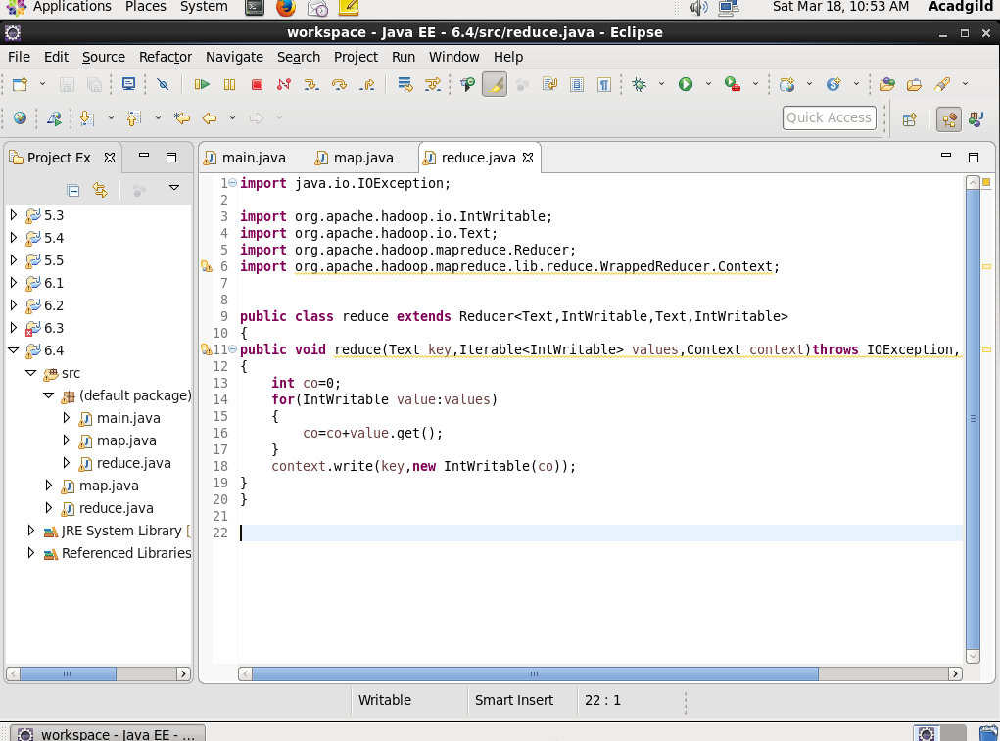 Applications Places System Sat Mar 18, 10:53 AM Acadgild
workspace - Java EE - 6.4/src/reduce.java - Eclipse
File Edit Source Refactor Navigate Search Project Run Window Help
Quick Access
Project Ex main.java map.java reduce.java
1 import java.io.IOException;
2
3 import org.apache.hadoop.io.IntWritable;
4 import org.apache.hadoop.io.Text;
5 import org.apache.hadoop.mapreduce.Reducer;
6 import org.apache.hadoop.mapreduce.lib.reduce.WrappedReducer.Context;
7
8
9 public class reduce extends Reducer<Text,IntWritable,Text,IntWritable>
10 {
11 public void reduce(Text key,Iterable<IntWritable> values,Context context)throws IOException,
12 {
13 int co=0;
14 for(IntWritable value:values)
15 {
16 co=co+value.get();
17 }
18 context.write(key,new IntWritable(co));
19 }
20 }
21
22
5.3
5.4
5.5
6.1
6.2
6.3
6.4
src
(default package)
main.java
map.java
reduce.java
map.java
reduce.java
JRE System Library [
Referenced Libraries
Writable Smart Insert 22 : 1
workspace - Java EE - ...